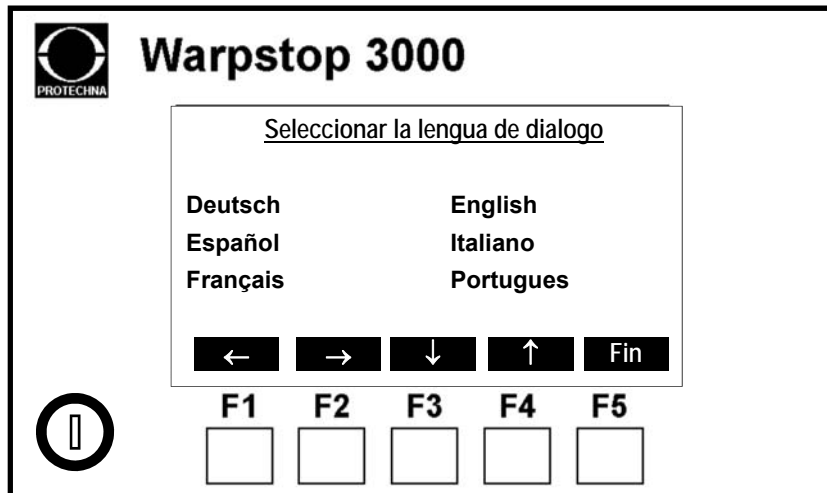 Warpstop 3000
PROTECHNA
Seleccionar la lengua de dialogo
Deutsch English
Español Italiano
Français Portugues
← → ↓ ↑ Fin
F1 F2 F3 F4 F5